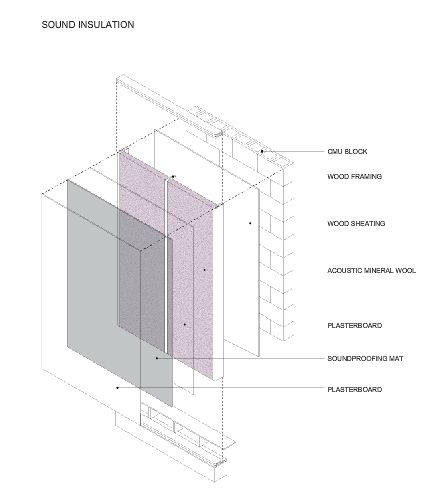 SOUND INSULATION
CMU BLOCK
WOOD FRAMING
WOOD SHEATING
ACOUSTIC MINERAL WOOL
PLASTERBOARD
SOUNDPROOFING MAT
PLASTERBOARD